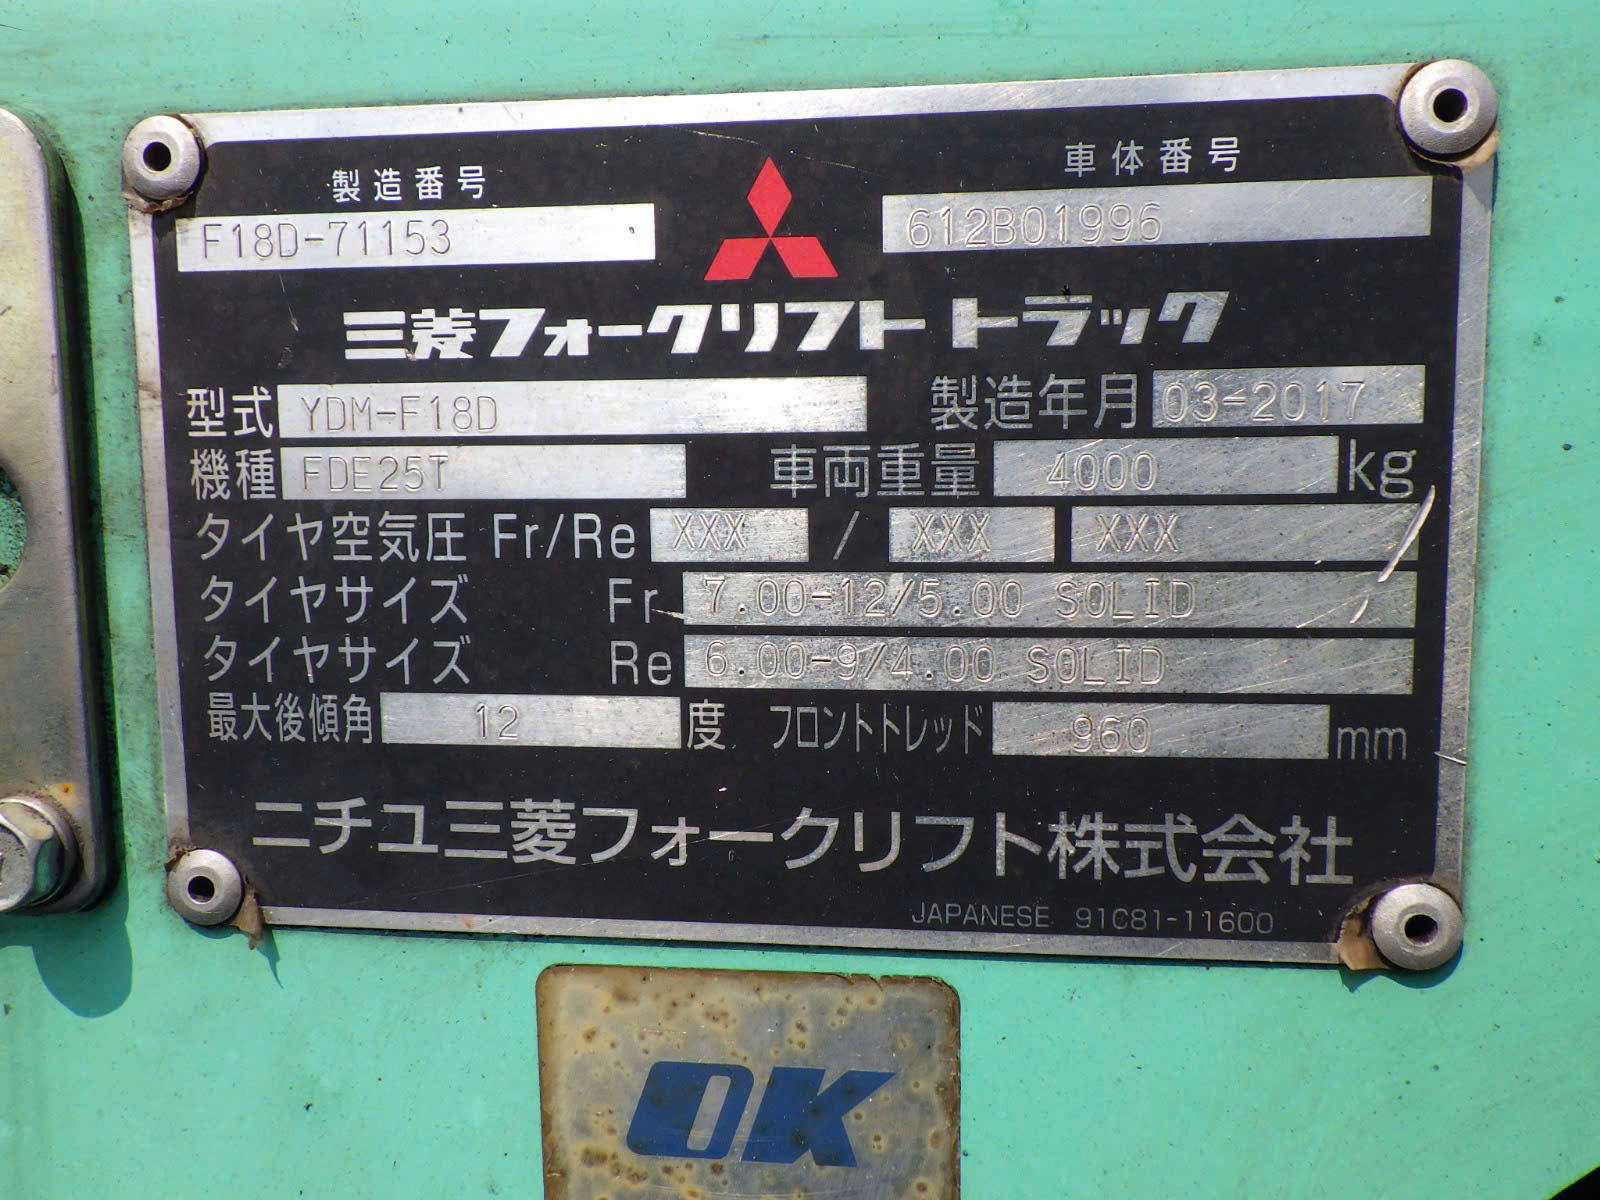 製造番号 車体番号
F18D-71153 612B01996
三菱フォークリフトトラック
型式 YDM-F18D 製造年月 03-2017
機種 FDE25T 車両重量 4000 kg
タイヤ空気圧 Fr/Re XXX / XXX XXX
タイヤサイズ Fr 7.00-12/5.00 SOLID
タイヤサイズ Re 6.00-9/4.00 SOLID
最大後傾角 12 度 フロントトレッド 960 mm
ニチユ三菱フォークリフト株式会社
JAPANESE 91C81-11600
OK